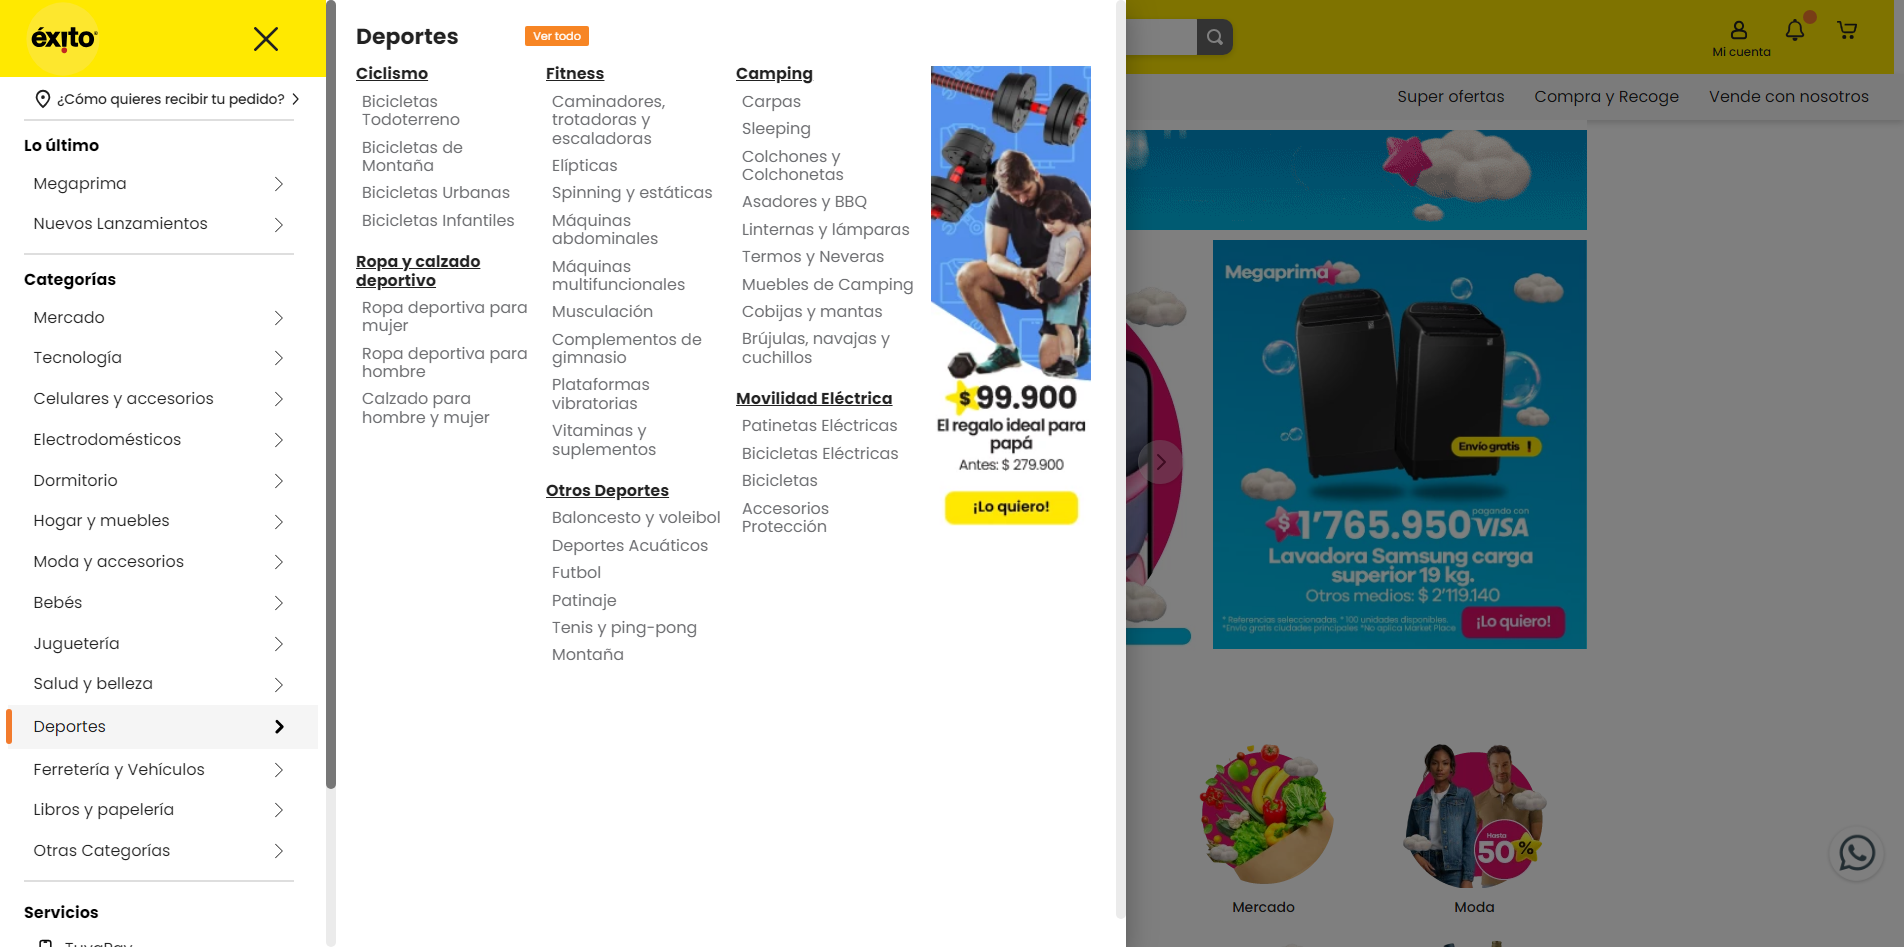 éxito
¿Cómo quieres recibir tu pedido?
Lo último
Megaprima
Nuevos Lanzamientos
Categorías
Mercado
Tecnología
Celulares y accesorios
Electrodomésticos
Dormitorio
Hogar y muebles
Moda y accesorios
Bebés
Juguetería
Salud y belleza
Deportes
Ferretería y Vehículos
Libros y papelería
Otras Categorías
Servicios
TuyaPay
Deportes
Ver todo
Ciclismo
Bicicletas
Todoterreno
Bicicletas de
Montaña
Bicicletas Urbanas
Bicicletas Infantiles
Ropa y calzado
deportivo
Ropa deportiva para
mujer
Ropa deportiva para
hombre
Calzado para
hombre y mujer
Fitness
Caminadores,
trotadoras y
escaladoras
Elípticas
Spinning y estáticas
Máquinas
abdominales
Máquinas
multifuncionales
Musculación
Complementos de
gimnasio
Plataformas
vibratorias
Vitaminas y
suplementos
Otros Deportes
Baloncesto y voleibol
Deportes Acuáticos
Futbol
Patinaje
Tenis y ping-pong
Montaña
Camping
Carpas
Sleeping
Colchones y
Colchonetas
Asadores y BBQ
Linternas y lámparas
Termos y Neveras
Muebles de Camping
Cobijas y mantas
Brújulas, navajas y
cuchillos
Movilidad Eléctrica
Patinetas Eléctricas
Bicicletas Eléctricas
Bicicletas
Accesorios
Protección
$ 99.900
El regalo ideal para
papá
Antes: $ 279.900
¡Lo quiero!
Mi cuenta
Super ofertas
Compra y Recoge
Vende con nosotros
Megaprima
Envío gratis !
$1'765.950 pagando con VISA
Lavadora Samsung carga
superior 19 kg.
Otros medios: $ 2'119.140
* Referencias seleccionadas. * 100 unidades disponibles.
*Envío gratis ciudades principales *No aplica Market Place
¡Lo quiero!
Hasta
50%
Mercado
Moda